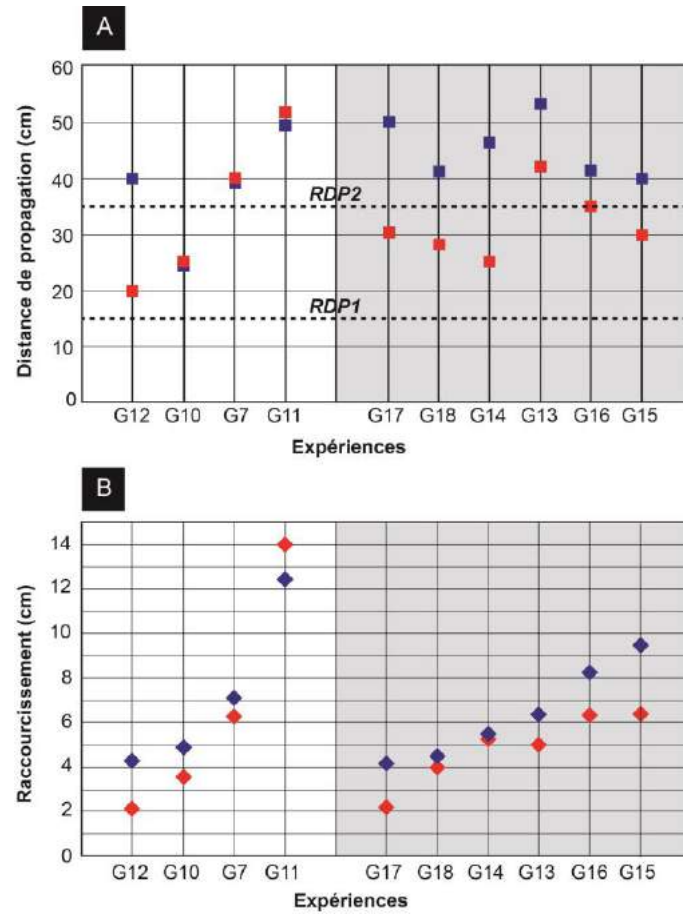 A
Distance de propagation (cm)
60
50
40
30
20
10
0
RDP2
RDP1
G12 G10 G7 G11 G17 G18 G14 G13 G16 G15
Expériences
B
Raccourcissement (cm)
14
12
10
8
6
4
2
0
G12 G10 G7 G11 G17 G18 G14 G13 G16 G15
Expériences